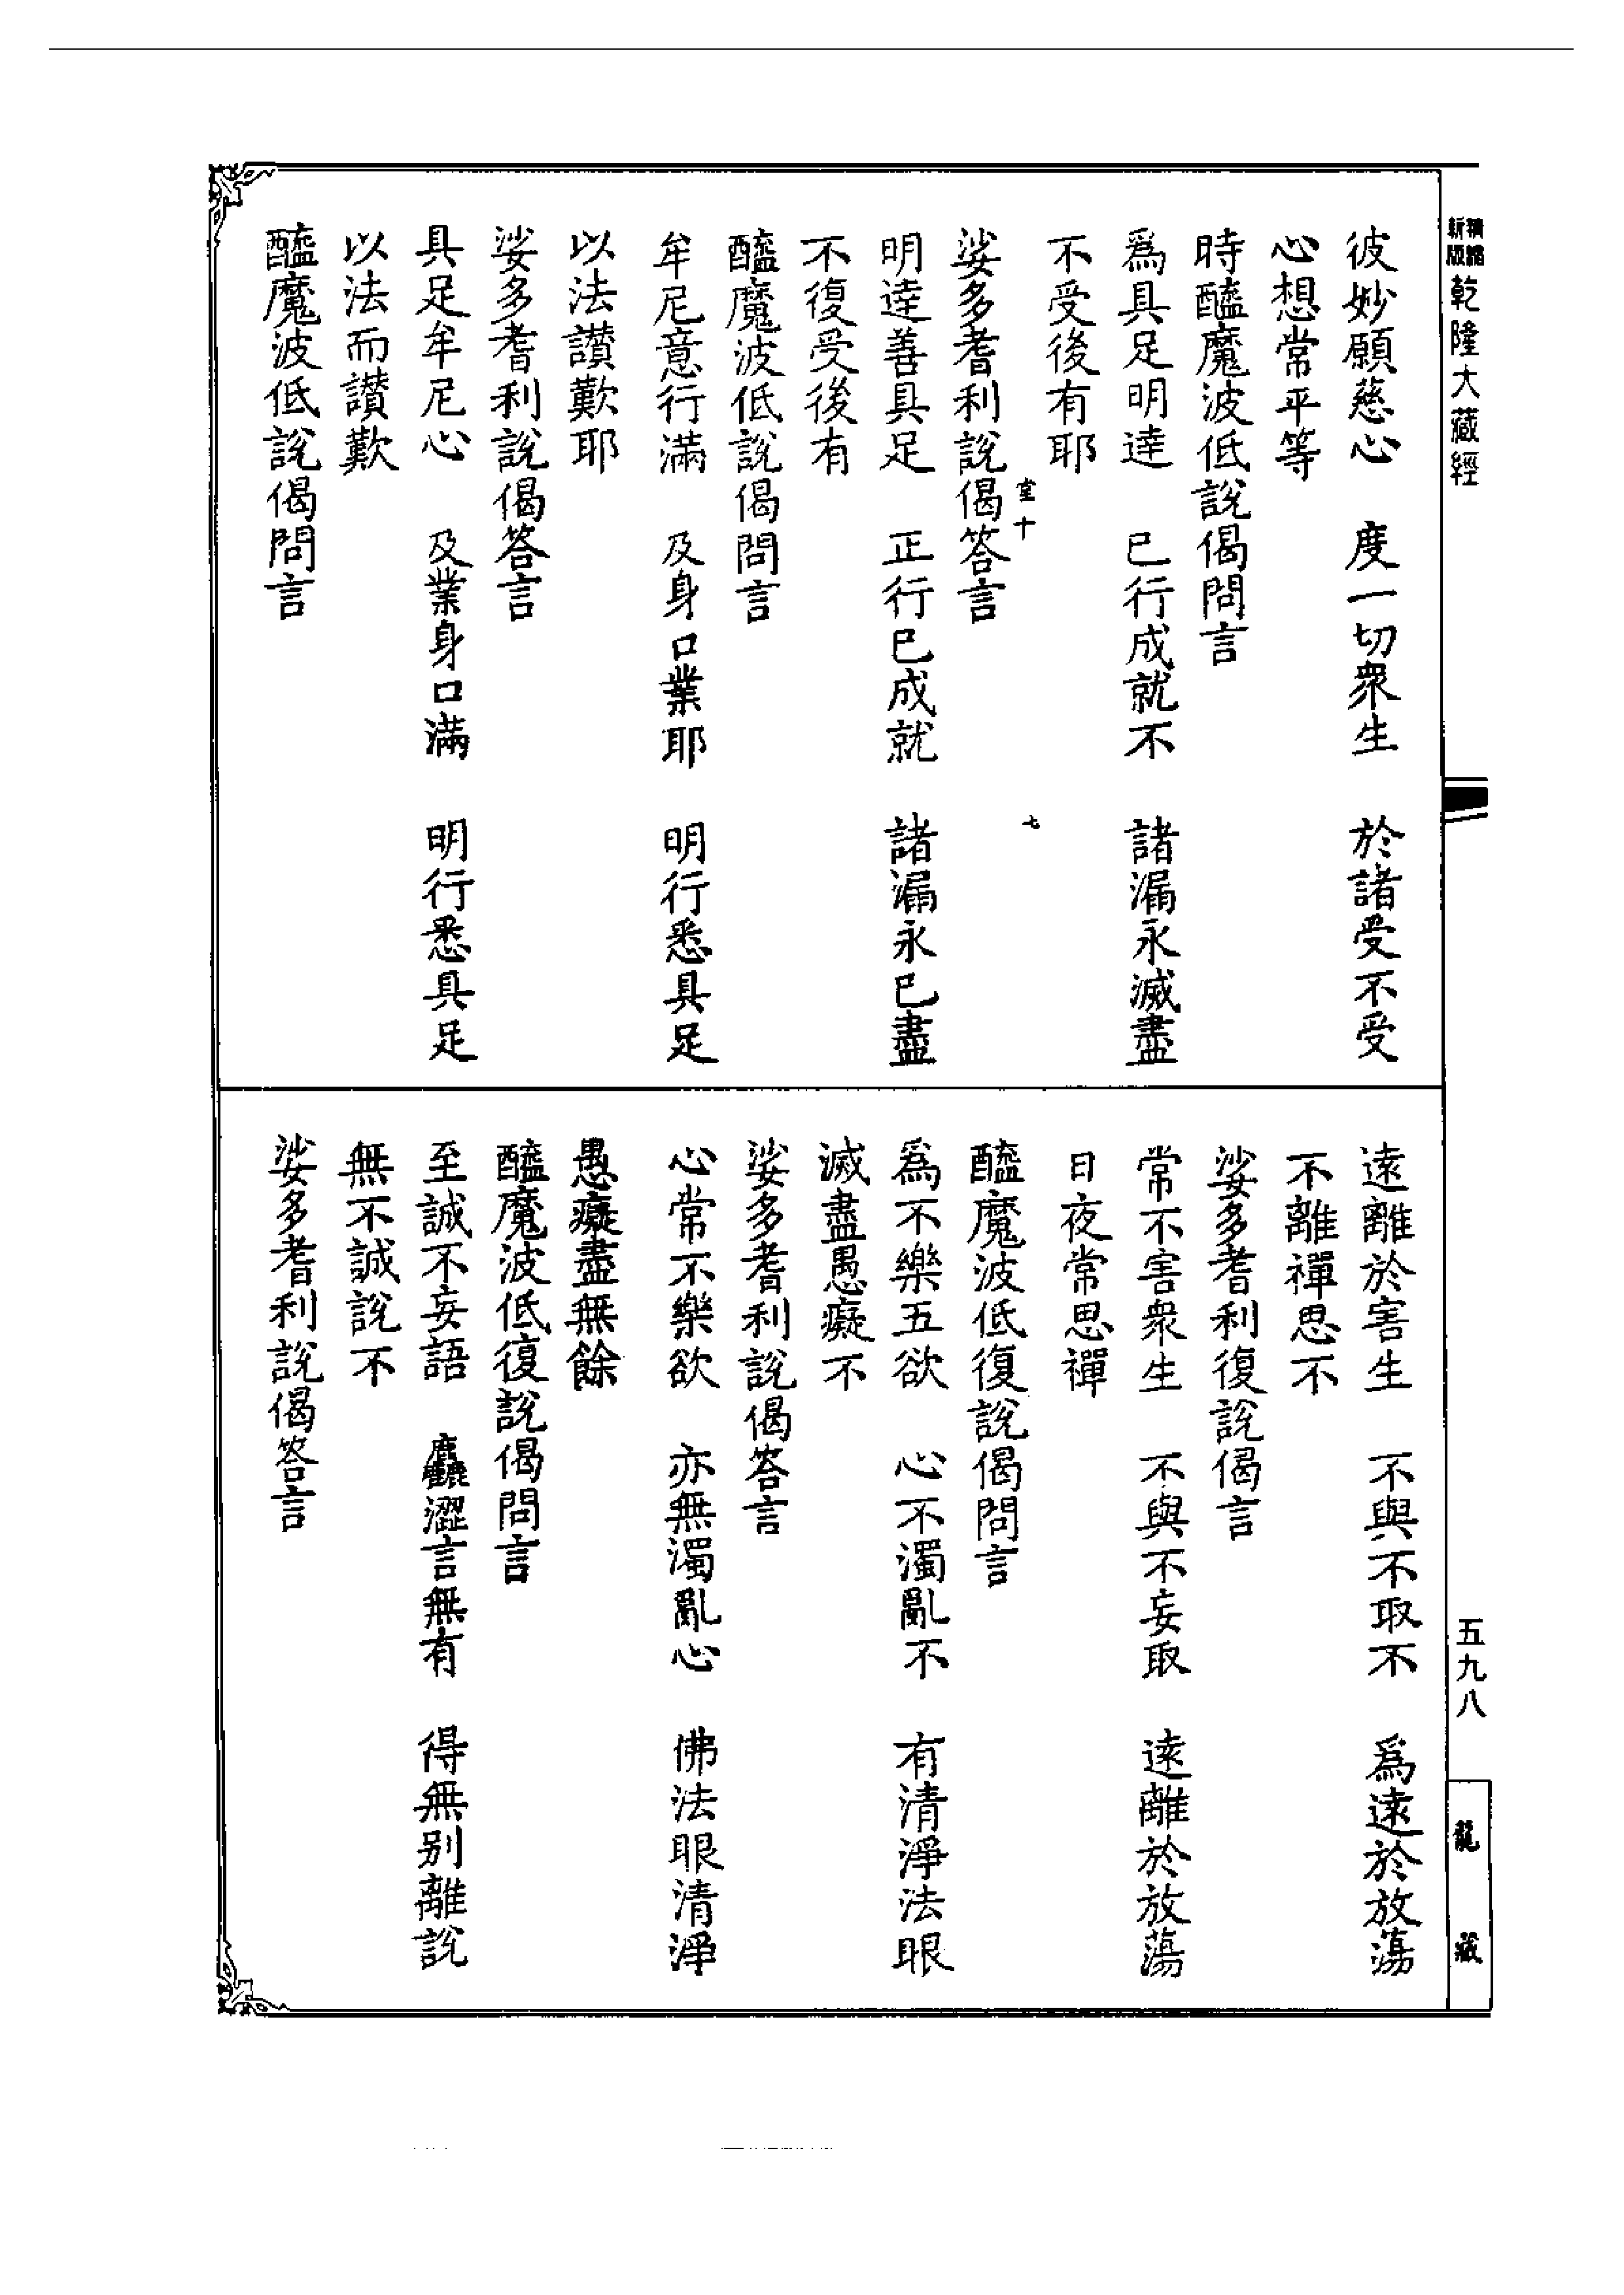 新版精縮乾隆大藏經
彼妙願慈心　度一切衆生　於諸受不受
心想常平等
時醯魔波低說偈問言
爲具足明達　已行成就不　諸漏永滅盡
不受後有耶
堂十　七
娑多耆利說偈答言
明達善具足　正行已成就　諸漏永已盡
不復受後有
醯魔波低說偈問言
牟尼意行滿　及身口業耶　明行悉具足
以法讚歎耶
娑多耆利說偈答言
具足牟尼心　及業身口滿　明行悉具足
以法而讚歎
醯魔波低說偈問言
遠離於害生　不與不取不　爲遠於放蕩
不離禪思不
娑多耆利復說偈言
常不害衆生　不與不妄取　遠離於放蕩
日夜常思禪
醯魔波低復說偈問言
爲不樂五欲　心不濁亂不　有清淨法眼
滅盡愚癡不
娑多耆利說偈答言
心常不樂欲　亦無濁亂心　佛法眼清淨
愚癡盡無餘
醯魔波低復說偈問言
至誠不妄語　麤澀言無有　得無別離說
無不誠說不
娑多耆利說偈答言
五九八
龍藏